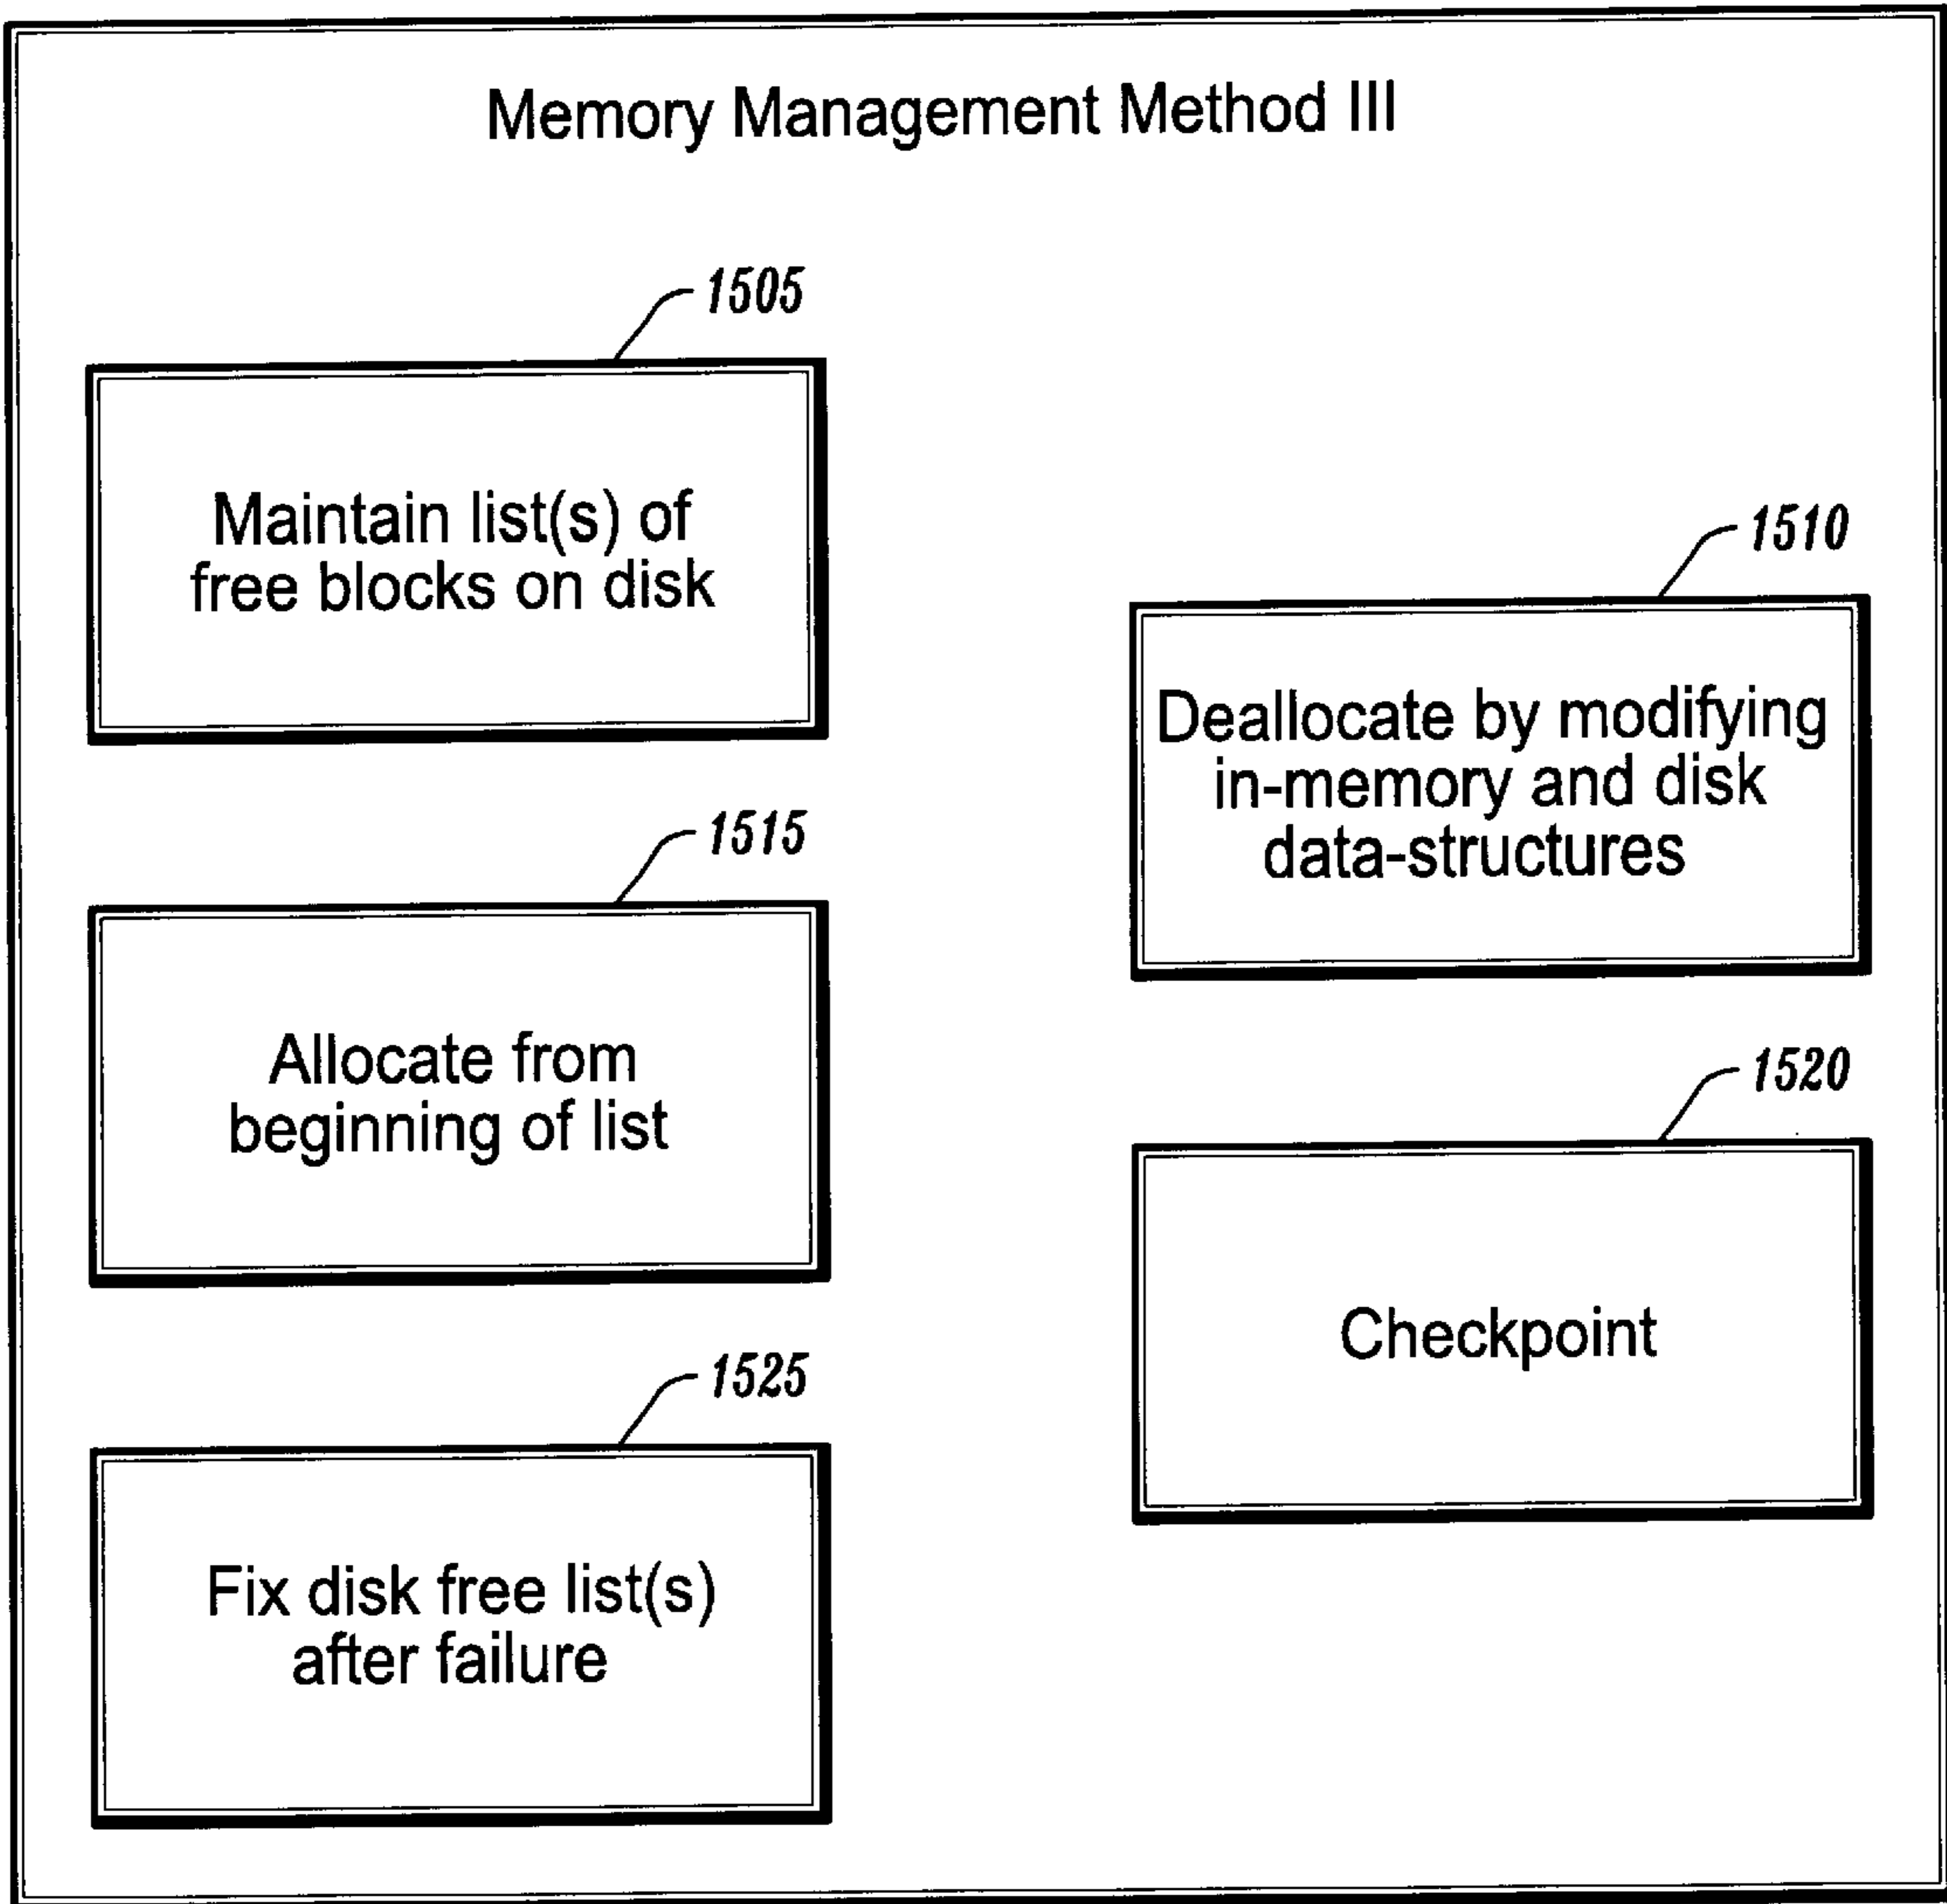 Memory Management Method III
1505
Maintain list(s) of
free blocks on disk
1510
Deallocate by modifying
in-memory and disk
data-structures
1515
Allocate from
beginning of list
1520
Checkpoint
1525
Fix disk free list(s)
after failure